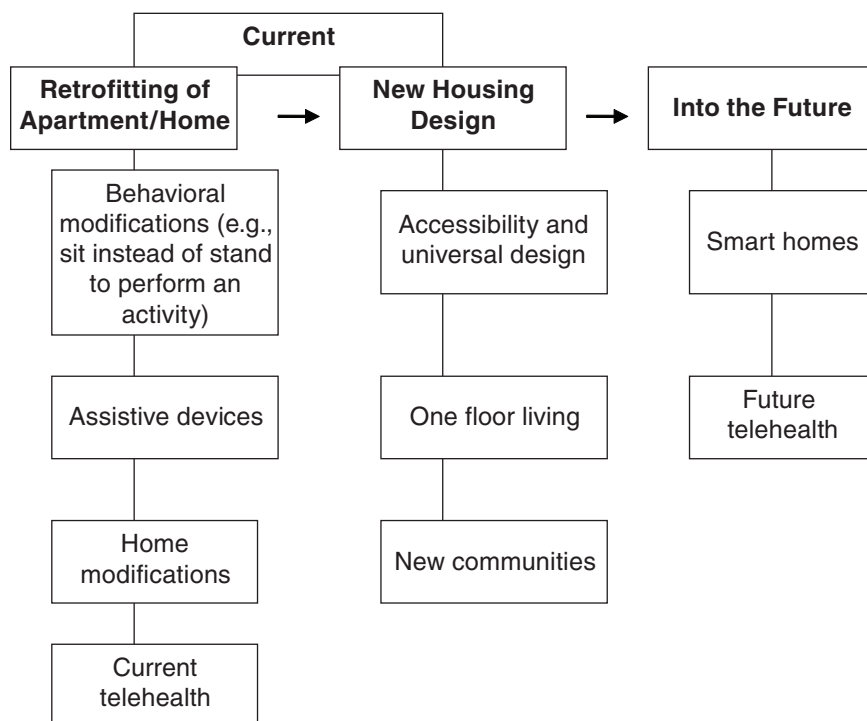 Current
Retrofitting of
Apartment/Home
New Housing
Design
Into the Future
Behavioral
modifications (e.g.,
sit instead of stand
to perform an
activity)
Accessibility and
universal design
Smart homes
Assistive devices
One floor living
Future
telehealth
Home
modifications
New communities
Current
telehealth